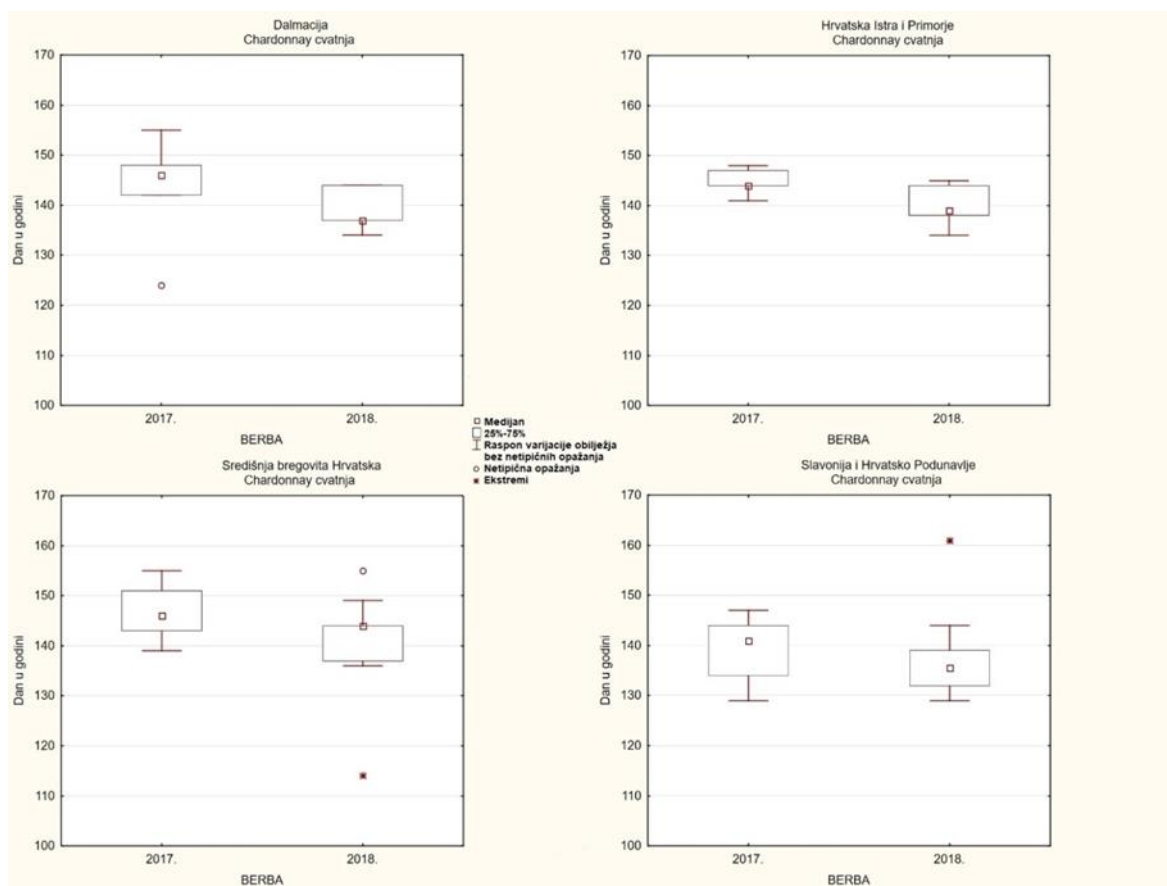 Dalmacija
Chardonnay cvatnja
170
160
150
140
130
120
110
100
Dan u godini
2017.
2018.
BERBA
Hrvatska Istra i Primorje
Chardonnay cvatnja
170
160
150
140
130
120
110
100
Dan u godini
2017.
2018.
BERBA
Medijan
25%-75%
Raspon varijacije obilježja
bez netipičnih opažanja
Netipična opažanja
Ekstremi
Središnja bregovita Hrvatska
Chardonnay cvatnja
170
160
150
140
130
120
110
100
Dan u godini
2017.
2018.
BERBA
Slavonija i Hrvatsko Podunavlje
Chardonnay cvatnja
170
160
150
140
130
120
110
100
Dan u godini
2017.
2018.
BERBA